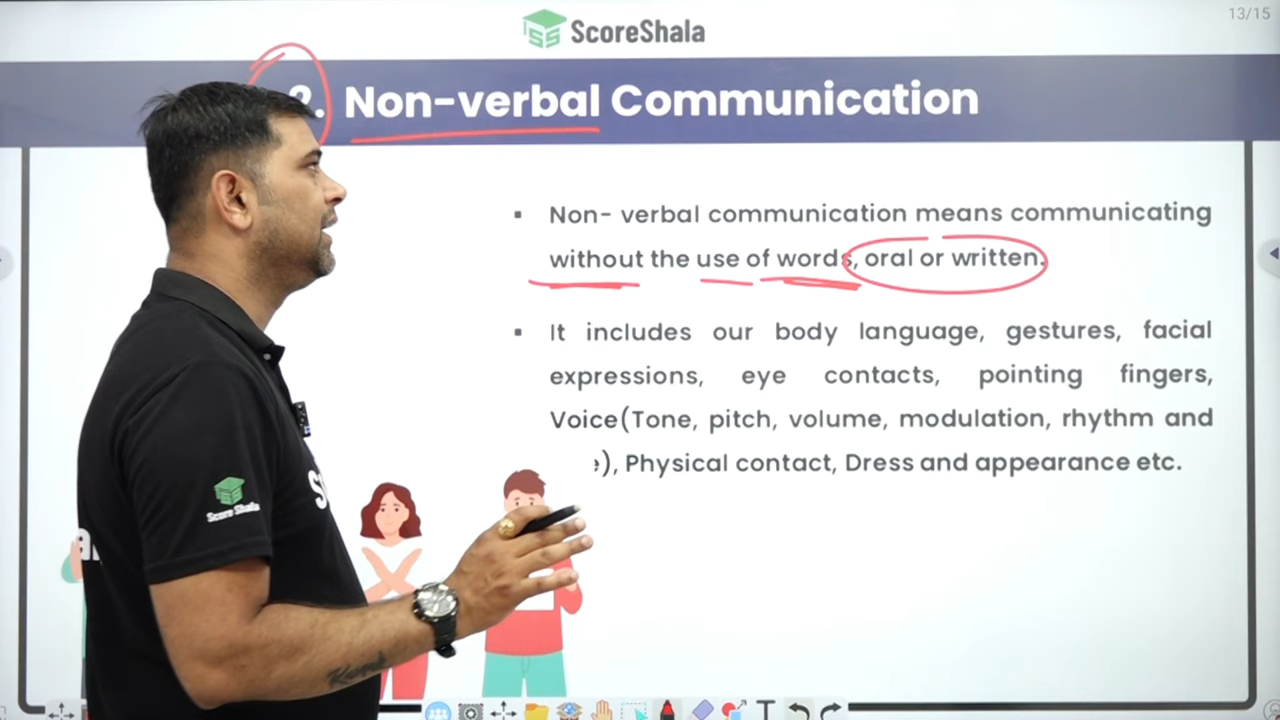 ScoreShala
13/15
2. Non-verbal Communication
▪ Non- verbal communication means communicating
without the use of words, oral or written.
▪ It includes our body language, gestures, facial
expressions, eye contacts, pointing fingers,
Voice(Tone, pitch, volume, modulation, rhythm and
), Physical contact, Dress and appearance etc.
Score Shala
T